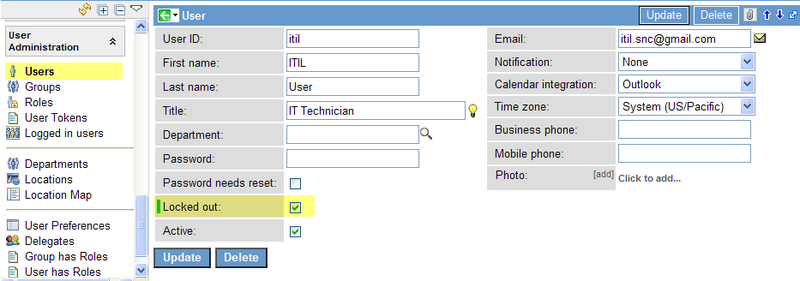 User
Administration
Users
Groups
Roles
User Tokens
Logged in users
Departments
Locations
Location Map
User Preferences
Delegates
Group has Roles
User has Roles
User
Update
Delete
User ID:
itil
First name:
ITIL
Last name:
User
Title:
IT Technician
Department:
Password:
Password needs reset:
Locked out:
Active:
Email:
itil.snc@gmail.com
Notification:
None
Calendar integration:
Outlook
Time zone:
System (US/Pacific)
Business phone:
Mobile phone:
Photo:
[add]
Click to add...
Update
Delete